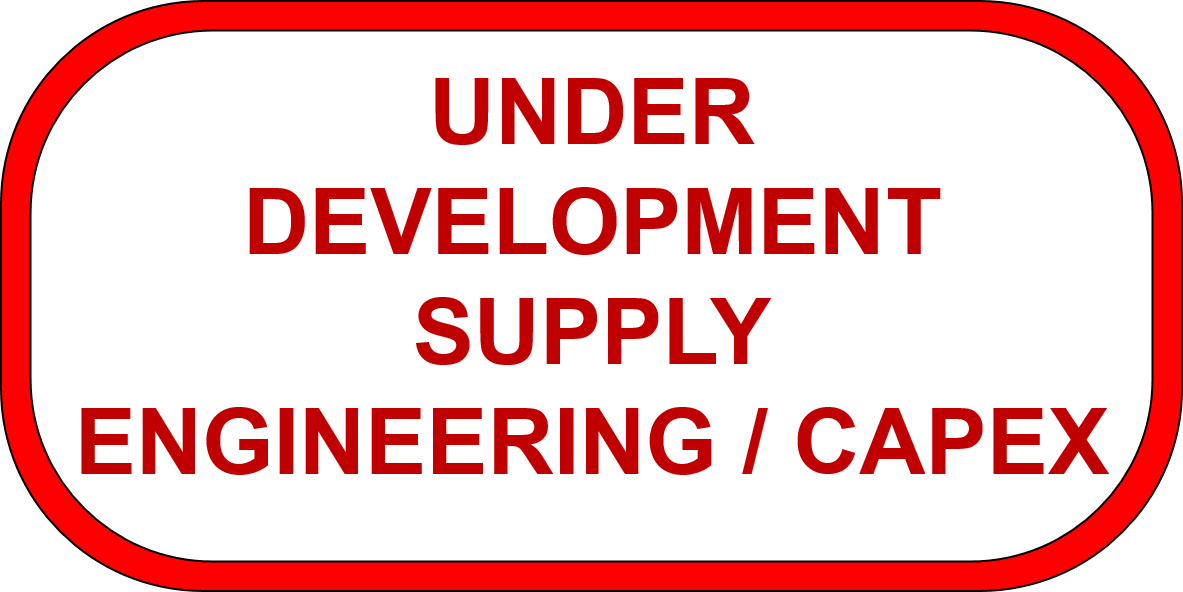 UNDER
DEVELOPMENT
SUPPLY
ENGINEERING / CAPEX